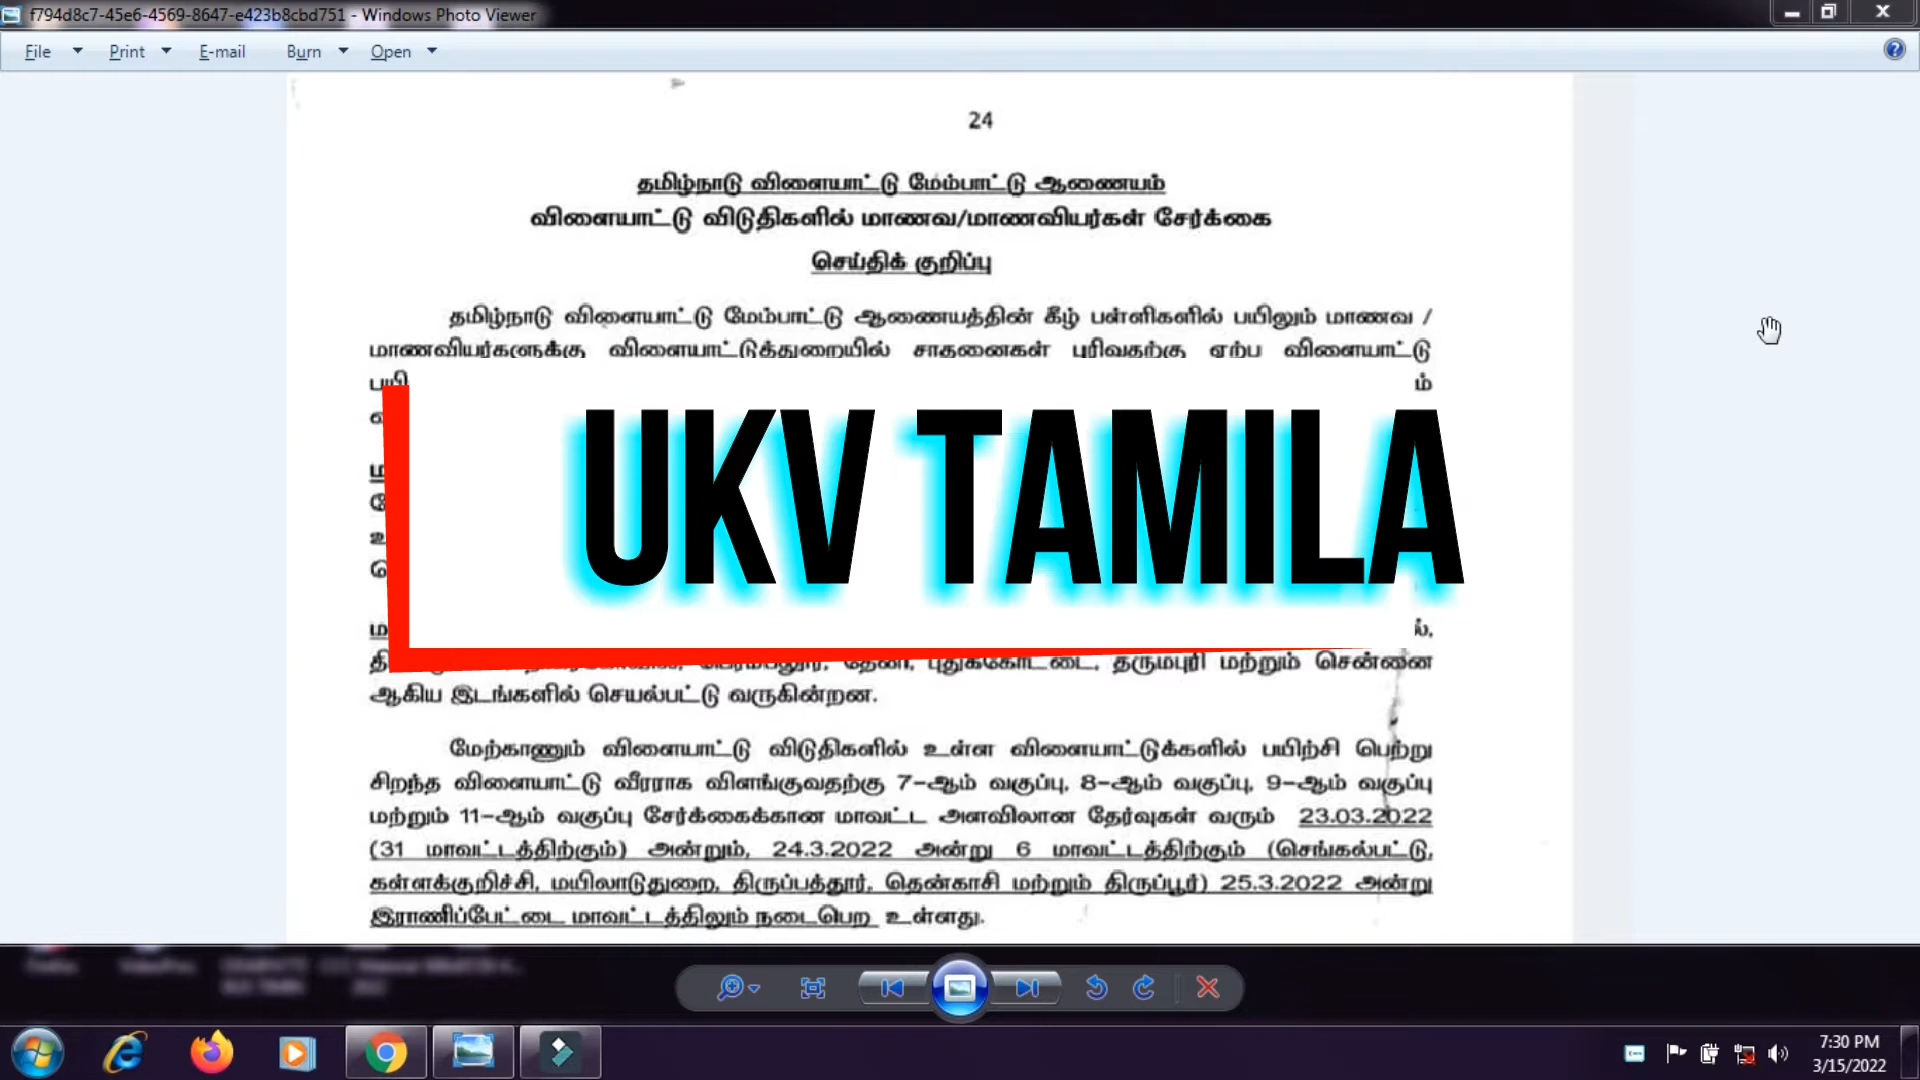 f794d8c7-45e6-4569-8647-e423b8cbd751 - Windows Photo Viewer
File Print E-mail Burn Open
24
தமிழ்நாடு விளையாட்டு மேம்பாட்டு ஆணையம்
விளையாட்டு விடுதிகளில் மாணவ/மாணவியர்கள் சேர்க்கை
செய்திக் குறிப்பு
தமிழ்நாடு விளையாட்டு மேம்பாட்டு ஆணையத்தின் கீழ் பள்ளிகளில் பயிலும் மாணவ /
மாணவியர்களுக்கு விளையாட்டுத்துறையில் சாதனைகள் புரிவதற்கு ஏற்ப விளையாட்டு
UKV TAMILA
தேனி, புதுக்கோட்டை, தருமபுரி மற்றும் சென்னை
ஆகிய இடங்களில் செயல்பட்டு வருகின்றன.
மேற்காணும் விளையாட்டு விடுதிகளில் உள்ள விளையாட்டுக்களில் பயிற்சி பெற்று
சிறந்த விளையாட்டு வீரராக விளங்குவதற்கு 7-ஆம் வகுப்பு, 8-ஆம் வகுப்பு, 9-ஆம் வகுப்பு
மற்றும் 11-ஆம் வகுப்பு சேர்க்கைக்கான மாவட்ட அளவிலான தேர்வுகள் வரும் 23.03.2022
(31 மாவட்டத்திற்கும்) அன்றும், 24.3.2022 அன்று 6 மாவட்டத்திற்கும் (செங்கல்பட்டு,
கள்ளக்குறிச்சி, மயிலாடுதுறை, திருப்பத்தூர், தென்காசி மற்றும் திருப்பூர்) 25.3.2022 அன்று
இராணிப்பேட்டை மாவட்டத்திலும் நடைபெற உள்ளது.
7:30 PM
3/15/2022